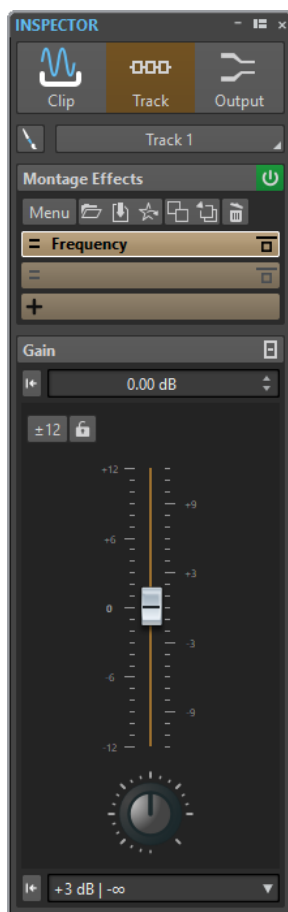 INSPECTOR
Clip Track Output
Track 1
Montage Effects
Menu
Frequency
Gain
0.00 dB
±12
+12
+9
+6
+3
0
-3
-6
-9
-12
+3 dB | -∞